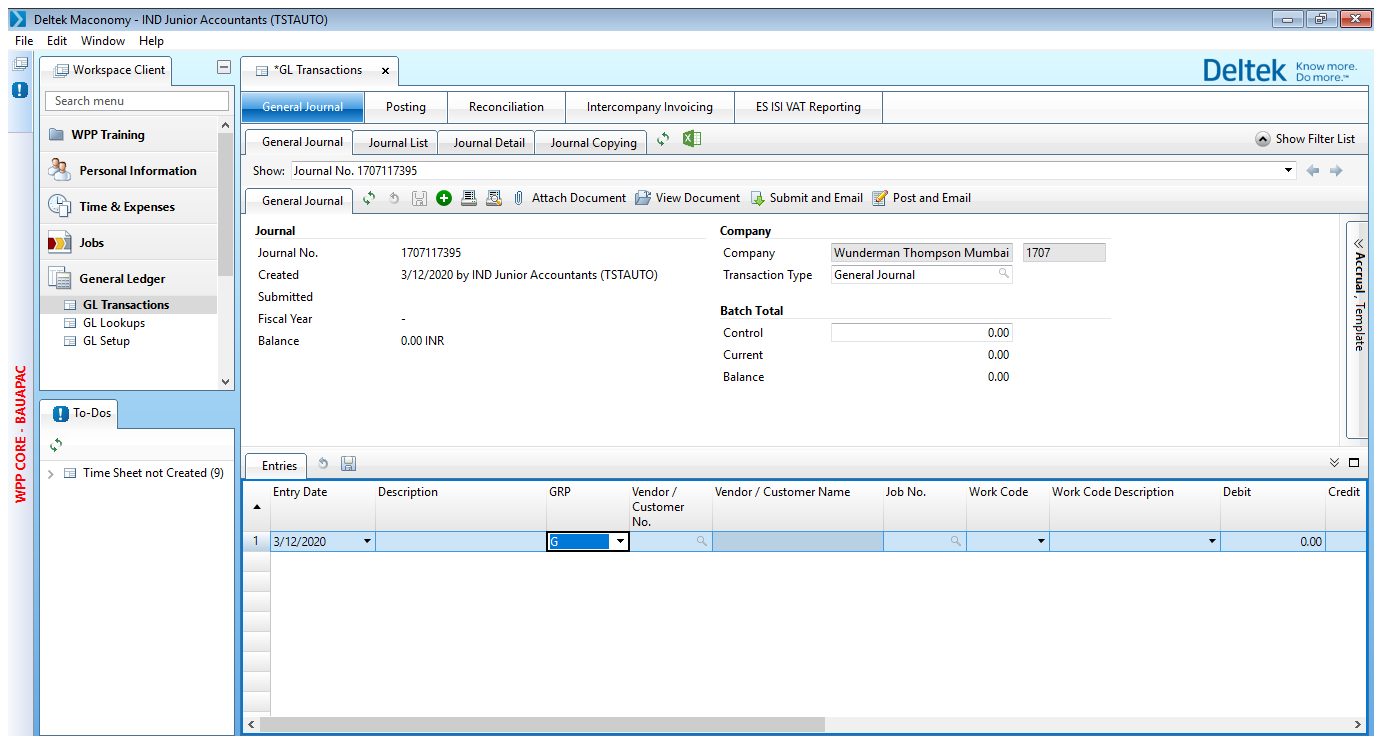 Deltek Maconomy - IND Junior Accountants (TSTAUTO)
File Edit Window Help
Workspace Client
*GL Transactions
Deltek Know more. Do more.™
Search menu
General Journal Posting Reconciliation Intercompany Invoicing ES ISI VAT Reporting
WPP Training
General Journal Journal List Journal Detail Journal Copying Show Filter List
Personal Information
Show: Journal No. 1707117395
Time & Expenses
General Journal Attach Document View Document Submit and Email Post and Email
Jobs
General Ledger
GL Transactions
GL Lookups
GL Setup
Journal
Journal No. 1707117395
Created 3/12/2020 by IND Junior Accountants (TSTAUTO)
Submitted
Fiscal Year -
Balance 0.00 INR
Company
Company Wunderman Thompson Mumbai 1707
Transaction Type General Journal
Batch Total
Control 0.00
Current 0.00
Balance 0.00
Accrual , Template
WPP CORE - BAUAPAC
To-Dos
Time Sheet not Created (9)
Entries
Entry Date Description GRP Vendor / Customer No. Vendor / Customer Name Job No. Work Code Work Code Description Debit Credit
1 3/12/2020 G 0.00